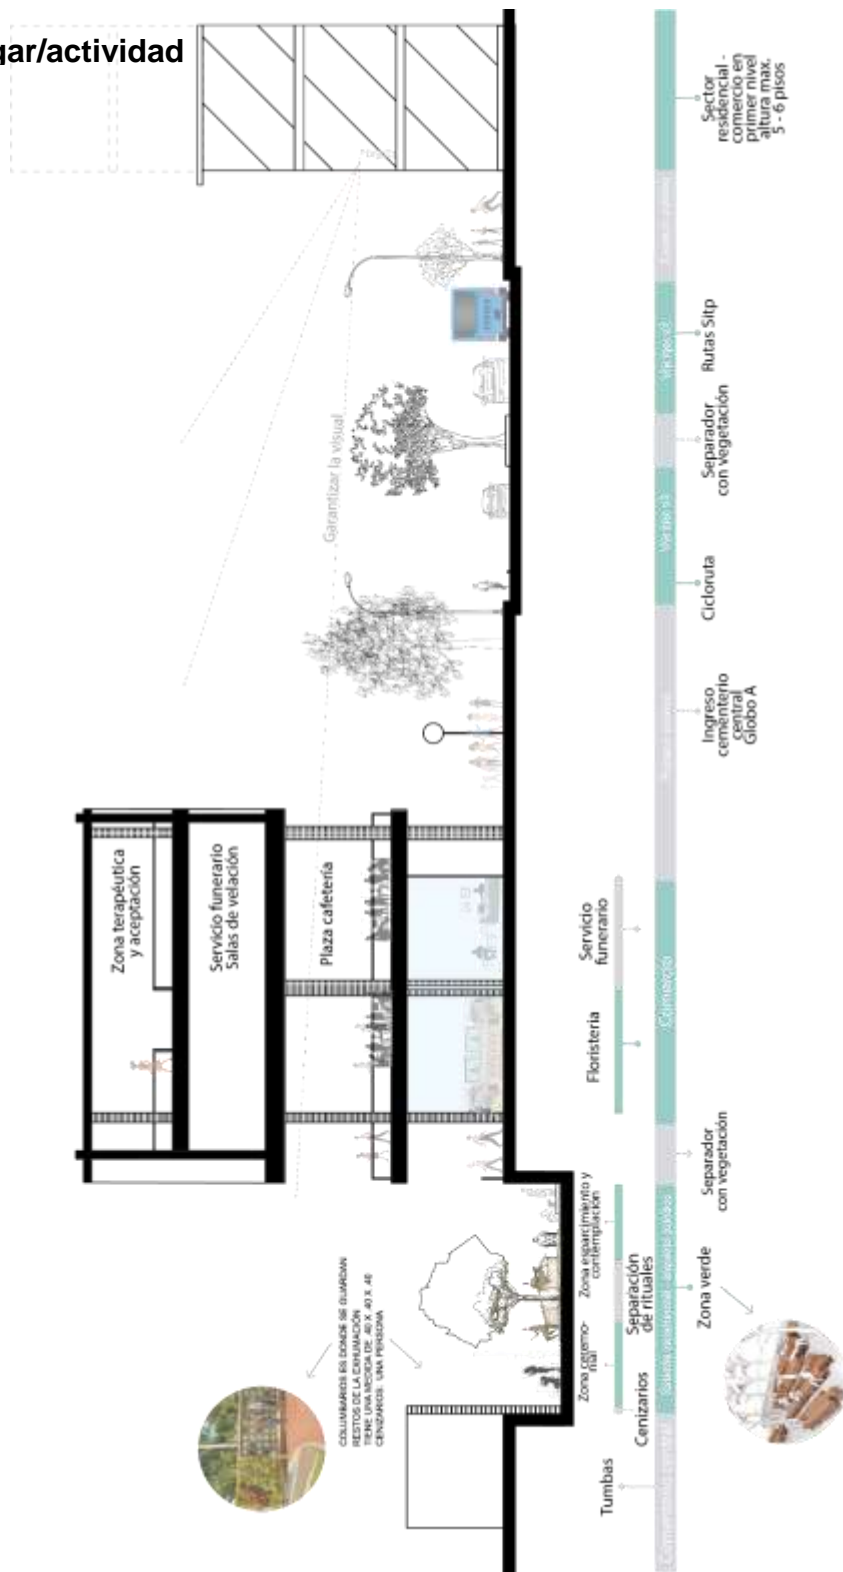 gar/actividad
Sector
residencial -
comercio en
primer nivel
altura max.
5 - 6 pisos
Rutas Sitp
Separador
con vegetación
Cicloruta
Ingreso
cementerio
central
Globo A
Garantizar la visual
Zona terapéutica
y aceptación
Servicio funerario
Salas de velación
Plaza cafetería
Servicio
funerario
Floristeria
Comercio
Separador
con vegetación
Zona esparcimiento y
contemplación
Separación
de rituales
Zona ceremo-
nial
Zona verde
Cenizarios
Tumbas
COLUMBARIOS ES DONDE SE GUARDAN
RESTOS DE LA EXHUMACIÓN
TIENE UNA MEDIDA DE .40 X .40 X .40
CENIZARIOS: UNA PERSONA